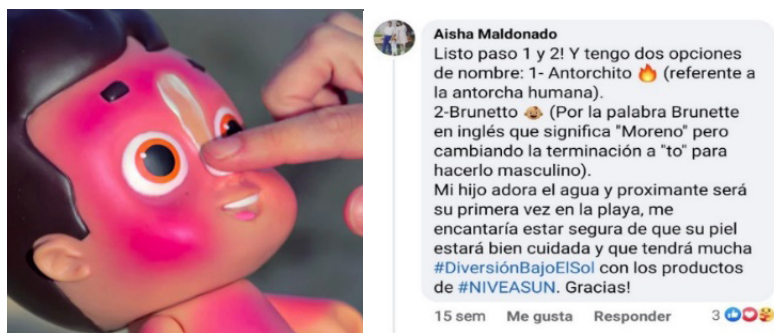 Aisha Maldonado
Listo paso 1 y 2! Y tengo dos opciones
de nombre: 1- Antorchito 🔥 (referente a
la antorcha humana).
2-Brunetto 👶🏽 (Por la palabra Brunette
en inglés que significa "Moreno" pero
cambiando la terminación a "to" para
hacerlo masculino).
Mi hijo adora el agua y proximante será
su primera vez en la playa, me
encantaría estar segura de que su piel
estará bien cuidada y que tendrá mucha
#DiversiónBajoElSol con los productos
de #NIVEASUN. Gracias!
15 sem Me gusta Responder 3